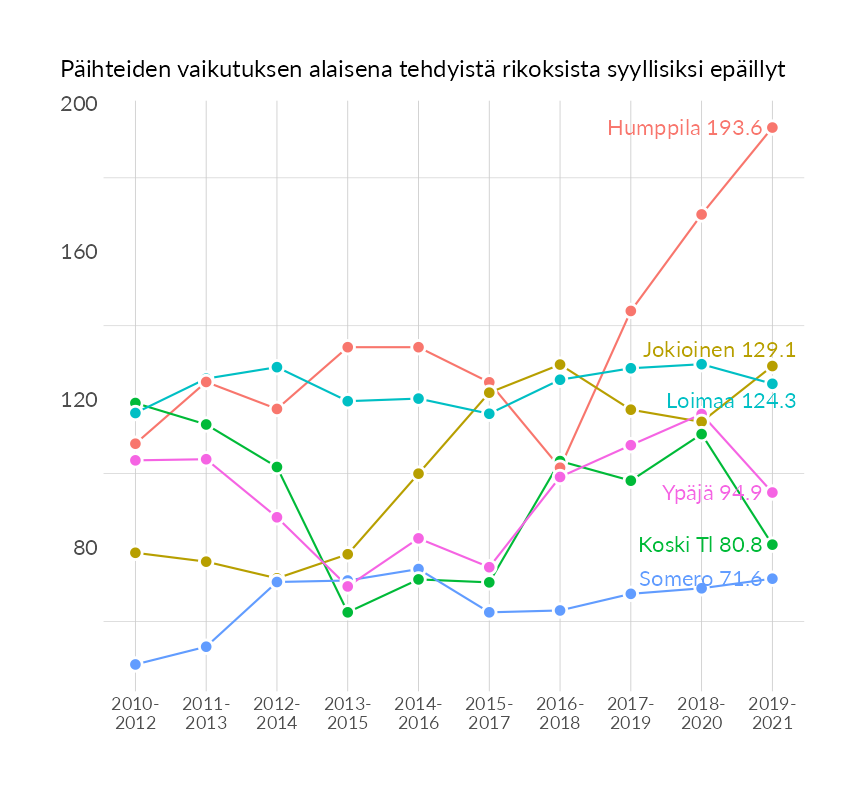 Päihteiden vaikutuksen alaisena tehdyistä rikoksista syyllisiksi epäillyt
200
Humppila 193.6
160
Jokioinen 129.1
120
Loimaa 124.3
Ypäjä 94.9
80
Koski Tl 80.8
Somero 71.6
2010- 2011- 2012- 2013- 2014- 2015- 2016- 2017- 2018- 2019-
2012 2013 2014 2015 2016 2017 2018 2019 2020 2021